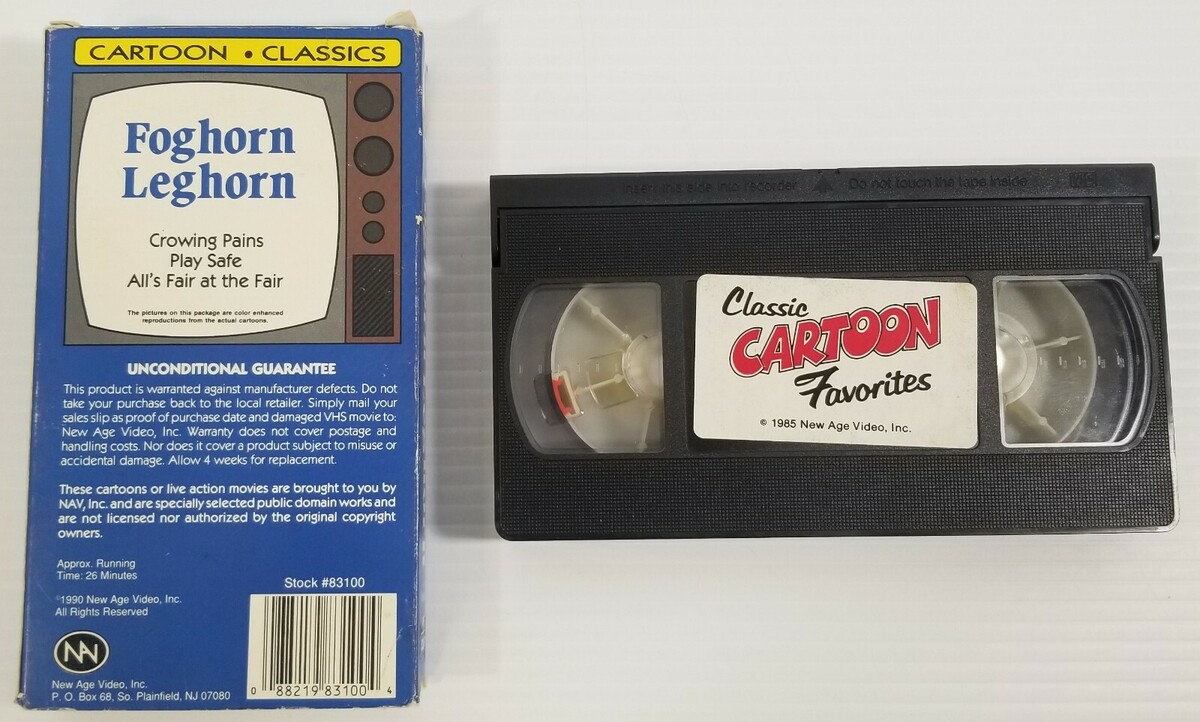 CARTOON • CLASSICS
Foghorn
Leghorn
Crowing Pains
Play Safe
All's Fair at the Fair
The pictures on this package are color enhanced
reproductions from the actual cartoons.
UNCONDITIONAL GUARANTEE
This product is warranted against manufacturer defects. Do not
take your purchase back to the local retailer. Simply mail your
sales slip as proof of purchase date and damaged VHS movie to:
New Age Video, Inc. Warranty does not cover postage and
handling costs. Nor does it cover a product subject to misuse or
accidental damage. Allow 4 weeks for replacement.
These cartoons or live action movies are brought to you by
NAV, Inc. and are specially selected public domain works and
are not licensed nor authorized by the original copyright
owners.
Approx. Running
Time: 26 Minutes
©1990 New Age Video, Inc.
All Rights Reserved
Stock #83100
NAV
New Age Video, Inc.
P. O. Box 68, So. Plainfield, NJ 07080
0 88219 83100 4
Insert this side into recorder Do not touch the tape inside VHS
Classic
CARTOON
Favorites
© 1985 New Age Video, Inc.